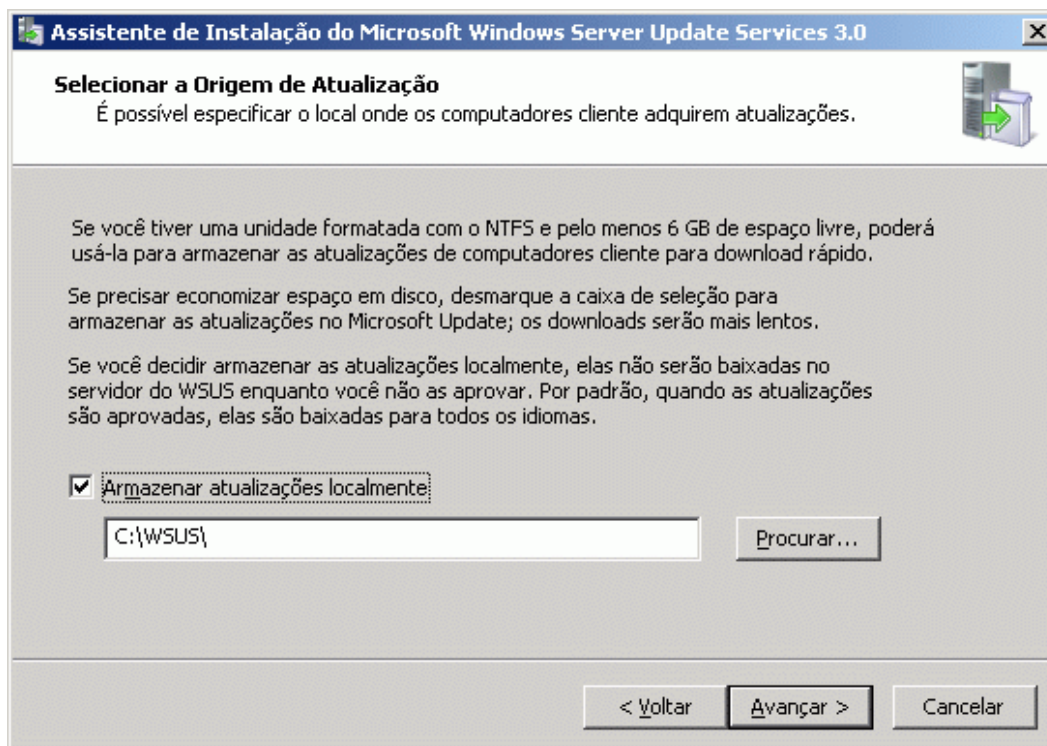 Assistente de Instalação do Microsoft Windows Server Update Services 3.0
Selecionar a Origem de Atualização
É possível especificar o local onde os computadores cliente adquirem atualizações.
Se você tiver uma unidade formatada com o NTFS e pelo menos 6 GB de espaço livre, poderá
usá-la para armazenar as atualizações de computadores cliente para download rápido.
Se precisar economizar espaço em disco, desmarque a caixa de seleção para
armazenar as atualizações no Microsoft Update; os downloads serão mais lentos.
Se você decidir armazenar as atualizações localmente, elas não serão baixadas no
servidor do WSUS enquanto você não as aprovar. Por padrão, quando as atualizações
são aprovadas, elas são baixadas para todos os idiomas.
Armazenar atualizações localmente
C:\WSUS\
Procurar...
< Voltar
Avançar >
Cancelar